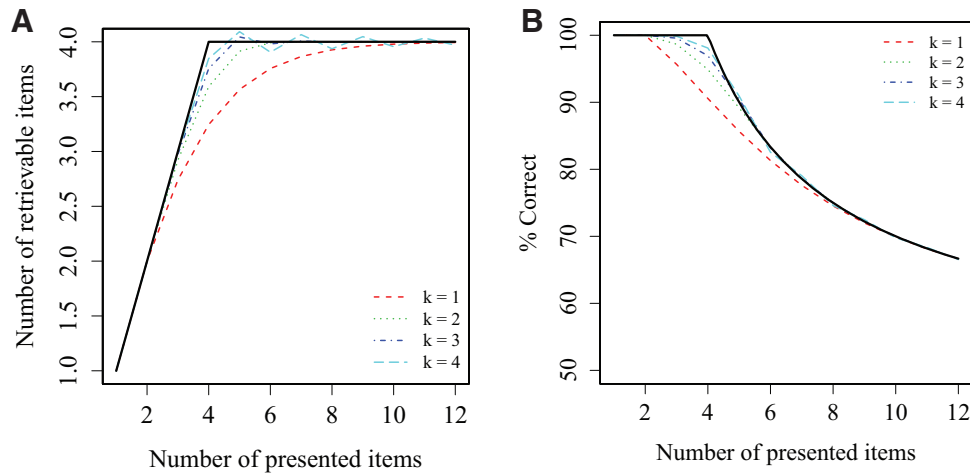 A
Number of retrievable items
4.0
3.5
3.0
2.5
2.0
1.5
1.0
k = 1
k = 2
k = 3
k = 4
2 4 6 8 10 12
Number of presented items
B
% Correct
100
90
80
70
60
50
k = 1
k = 2
k = 3
k = 4
2 4 6 8 10 12
Number of presented items